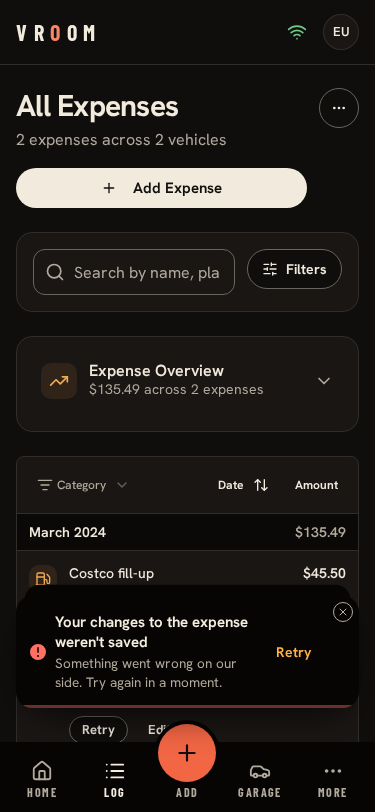 VROOM
EU
All Expenses
2 expenses across 2 vehicles
Add Expense
Search by name, pla
Filters
Expense Overview
$135.49 across 2 expenses
Category
Date
Amount
March 2024
$135.49
Costco fill-up
$45.50
Your changes to the expense
weren't saved
Something went wrong on our
side. Try again in a moment.
Retry
Retry
HOME
LOG
ADD
GARAGE
MORE